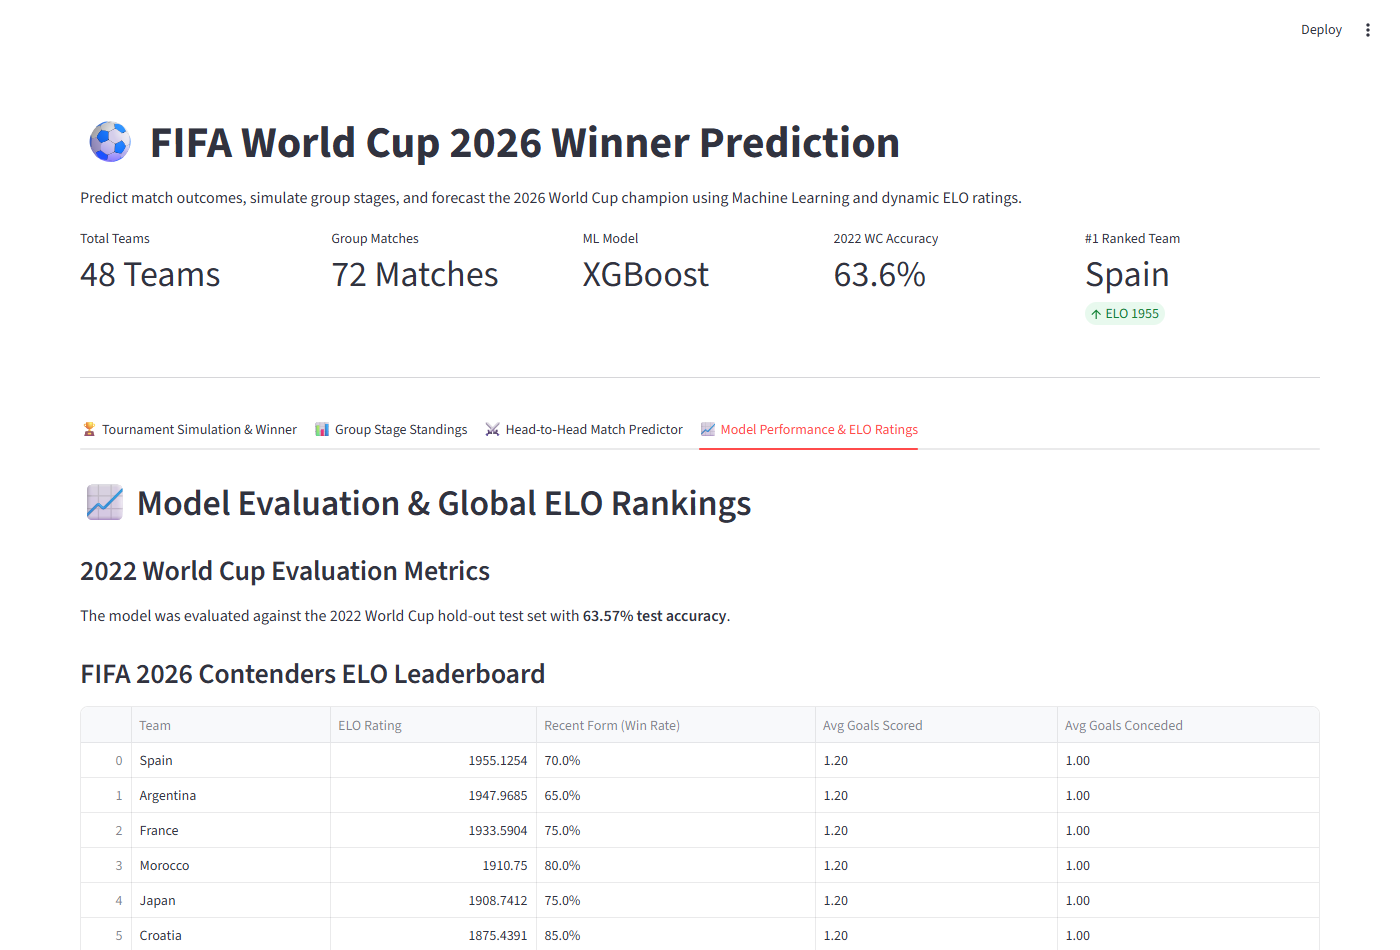 Deploy
FIFA World Cup 2026 Winner Prediction
Predict match outcomes, simulate group stages, and forecast the 2026 World Cup champion using Machine Learning and dynamic ELO ratings.
Total Teams Group Matches ML Model 2022 WC Accuracy #1 Ranked Team
48 Teams 72 Matches XGBoost 63.6% Spain
↑ ELO 1955
Tournament Simulation & Winner Group Stage Standings Head-to-Head Match Predictor Model Performance & ELO Ratings
Model Evaluation & Global ELO Rankings
2022 World Cup Evaluation Metrics
The model was evaluated against the 2022 World Cup hold-out test set with 63.57% test accuracy.
FIFA 2026 Contenders ELO Leaderboard
Team ELO Rating Recent Form (Win Rate) Avg Goals Scored Avg Goals Conceded
0 Spain 1955.1254 70.0% 1.20 1.00
1 Argentina 1947.9685 65.0% 1.20 1.00
2 France 1933.5904 75.0% 1.20 1.00
3 Morocco 1910.75 80.0% 1.20 1.00
4 Japan 1908.7412 75.0% 1.20 1.00
5 Croatia 1875.4391 85.0% 1.20 1.00